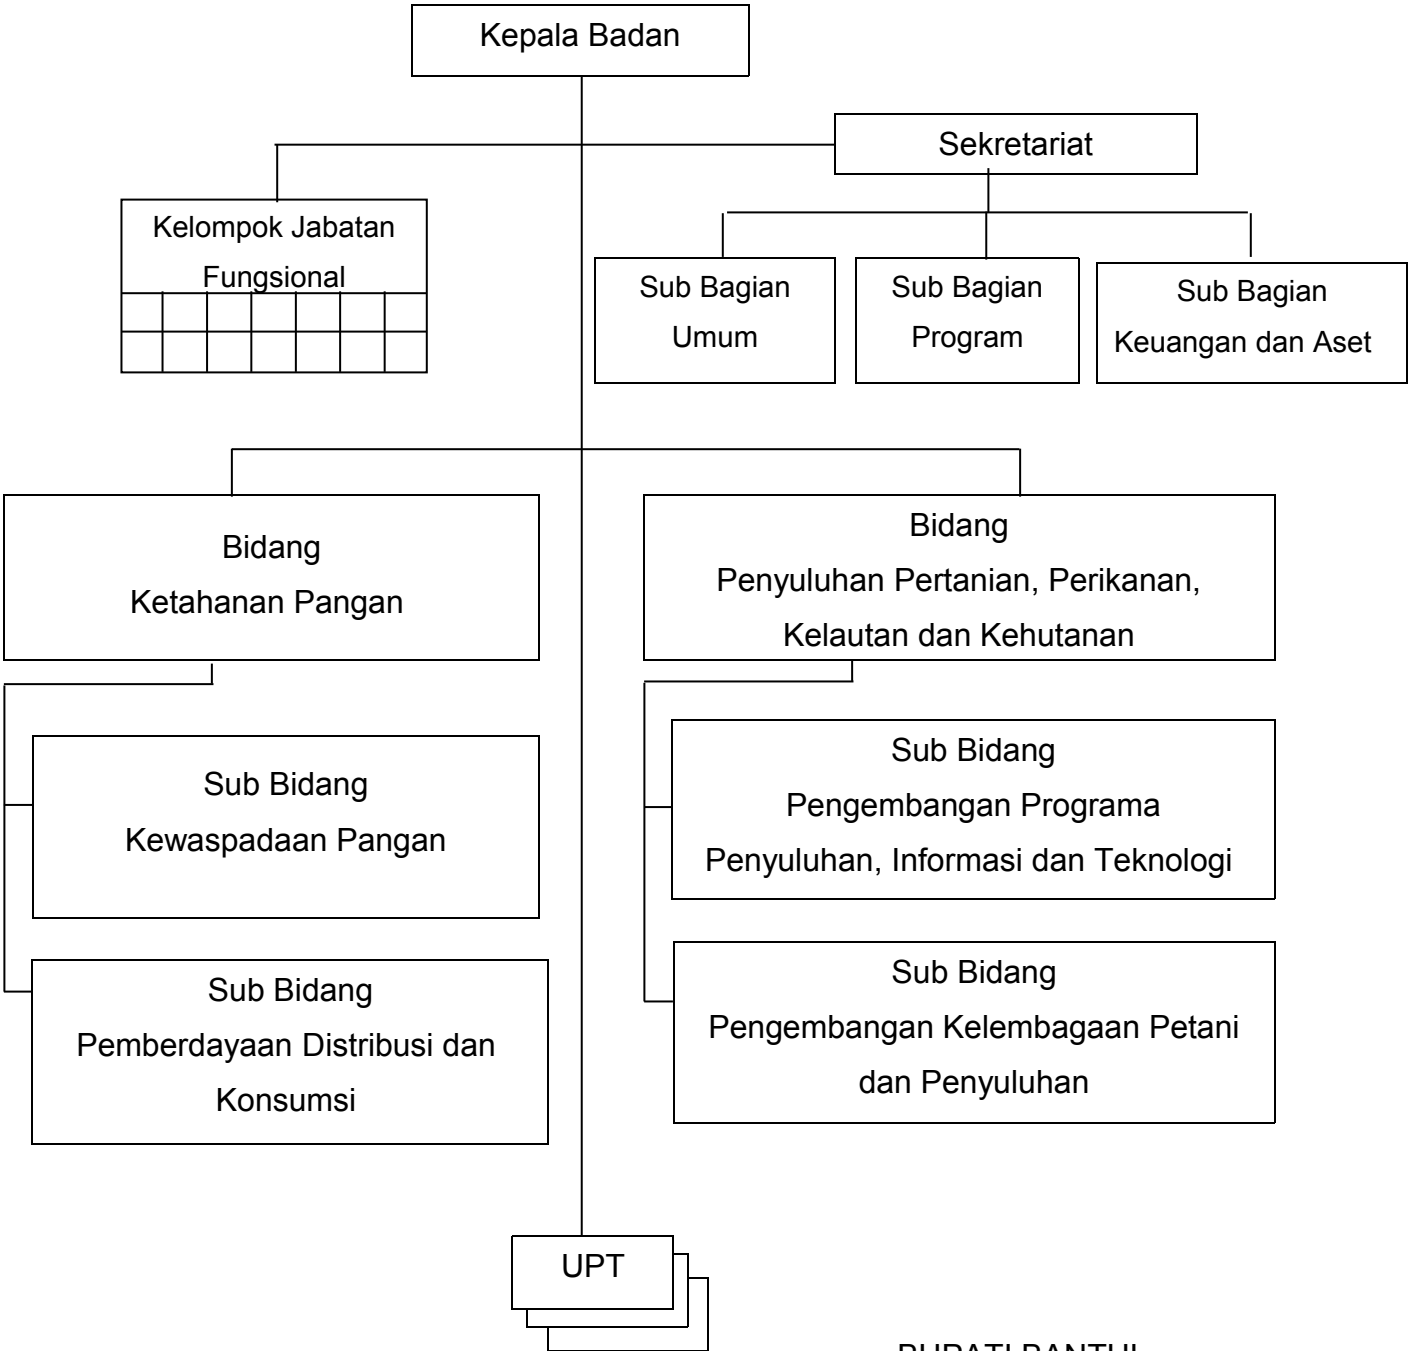 Kepala Badan
Sekretariat
Kelompok Jabatan
Fungsional
Sub Bagian
Umum
Sub Bagian
Program
Sub Bagian
Keuangan dan Aset
Bidang
Ketahanan Pangan
Bidang
Penyuluhan Pertanian, Perikanan,
Kelautan dan Kehutanan
Sub Bidang
Kewaspadaan Pangan
Sub Bidang
Pengembangan Programa
Penyuluhan, Informasi dan Teknologi
Sub Bidang
Pemberdayaan Distribusi dan
Konsumsi
Sub Bidang
Pengembangan Kelembagaan Petani
dan Penyuluhan
UPT
BUPATI BANTUL